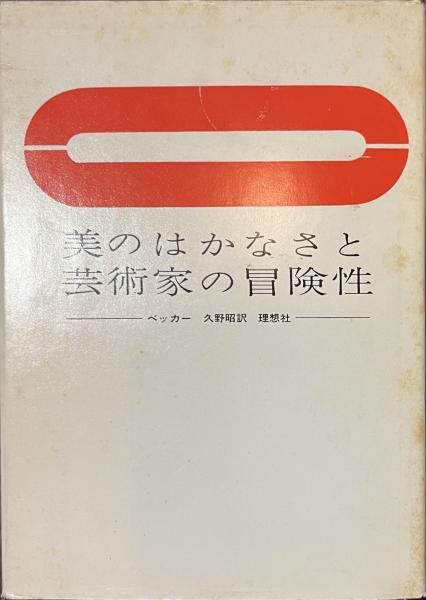 美のはかなさと
芸術家の冒険性
ベッカー 久野昭訳 理想社